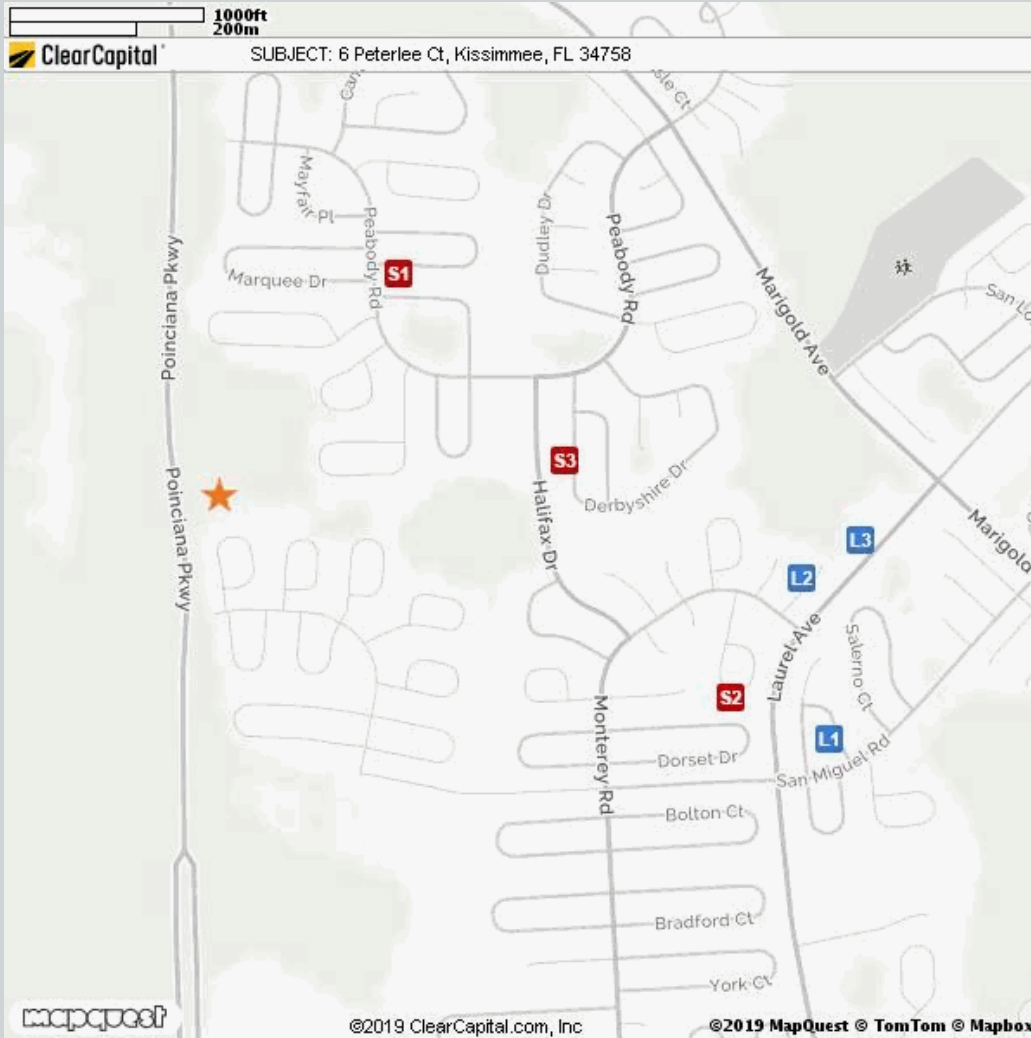 1000ft
200m
ClearCapital
SUBJECT: 6 Peterlee Ct, Kissimmee, FL 34758
Mayfair Pl
Peabody Rd
Marquee Dr
S1
Poinciana Pkwy
Dudley Dr
Peabody Rd
Marigold Ave
Poinciana Pkwy
S3
Halifax Dr
Derbyshire Dr
Marigold
L3
L2
Laurel Ave
Salerno Ct
S2
L1
Monterey Rd
Dorset Dr
San Miguel Rd
Bolton Ct
Bradford Ct
York Ct
mapquest
©2019 ClearCapital.com, Inc
©2019 MapQuest © TomTom © Mapbox